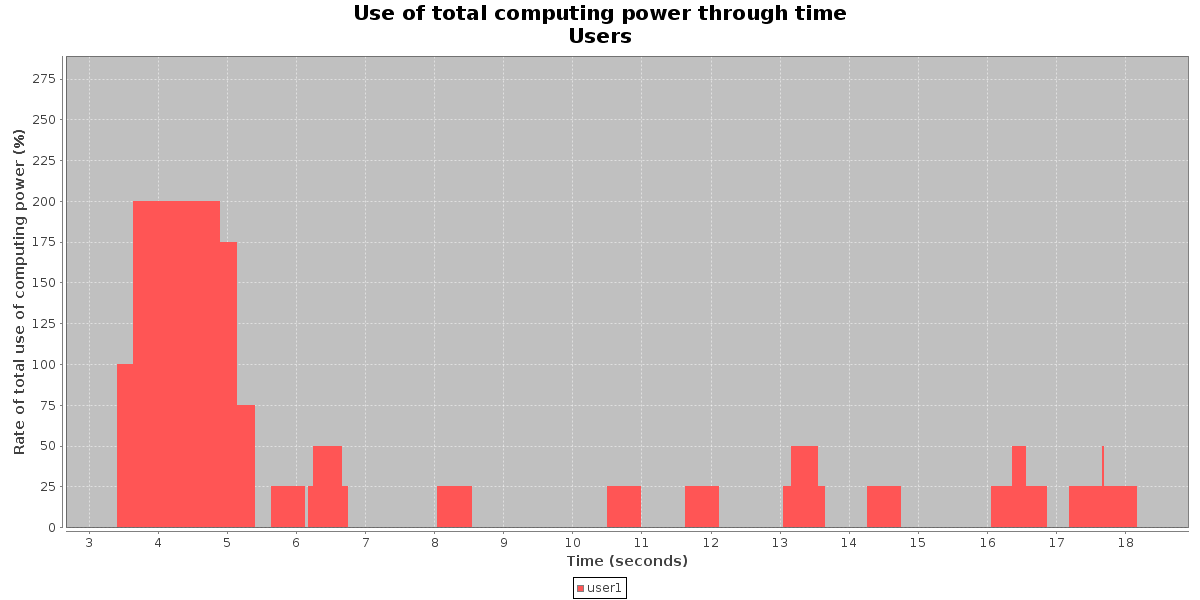 Use of total computing power through time
Users
Rate of total use of computing power (%)
275
250
225
200
175
150
125
100
75
50
25
0
3 4 5 6 7 8 9 10 11 12 13 14 15 16 17 18
Time (seconds)
user1